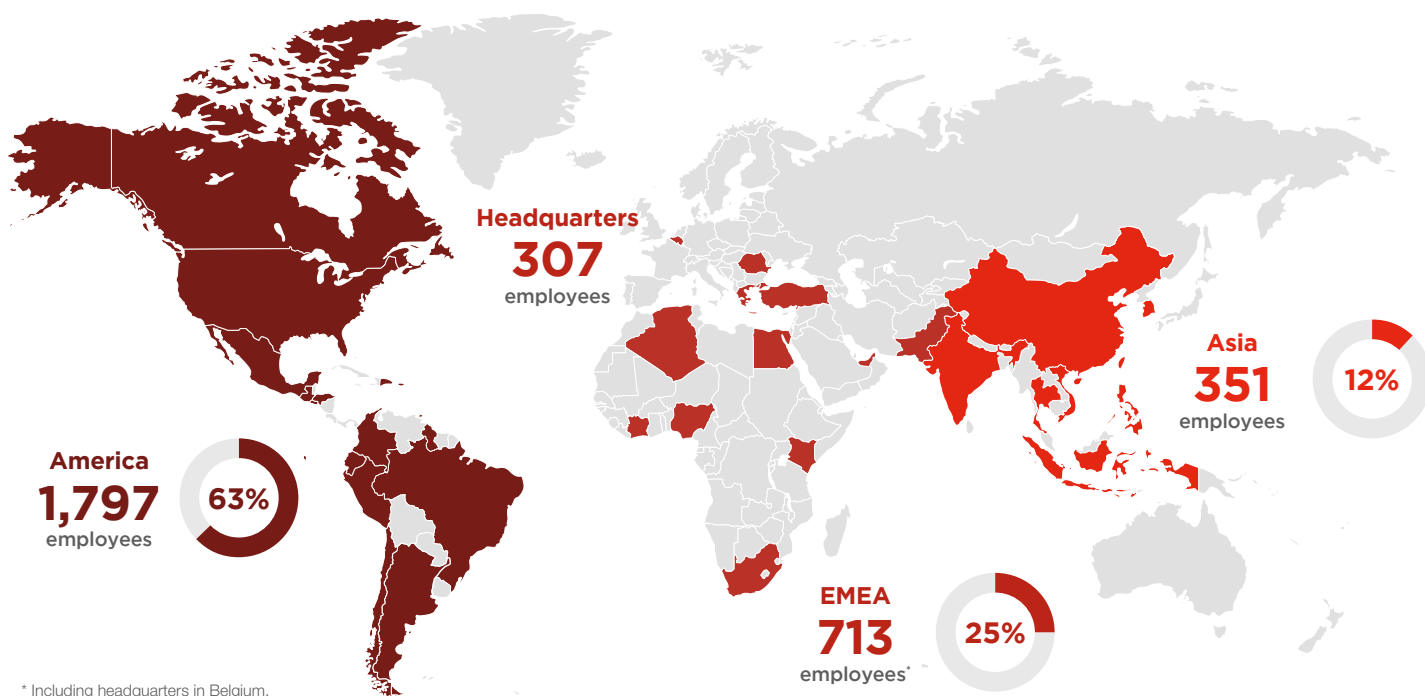 Headquarters
307
employees
Asia
351
employees
12%
America
1,797
employees
63%
EMEA
713
employees*
25%
* Including headquarters in Belgium.